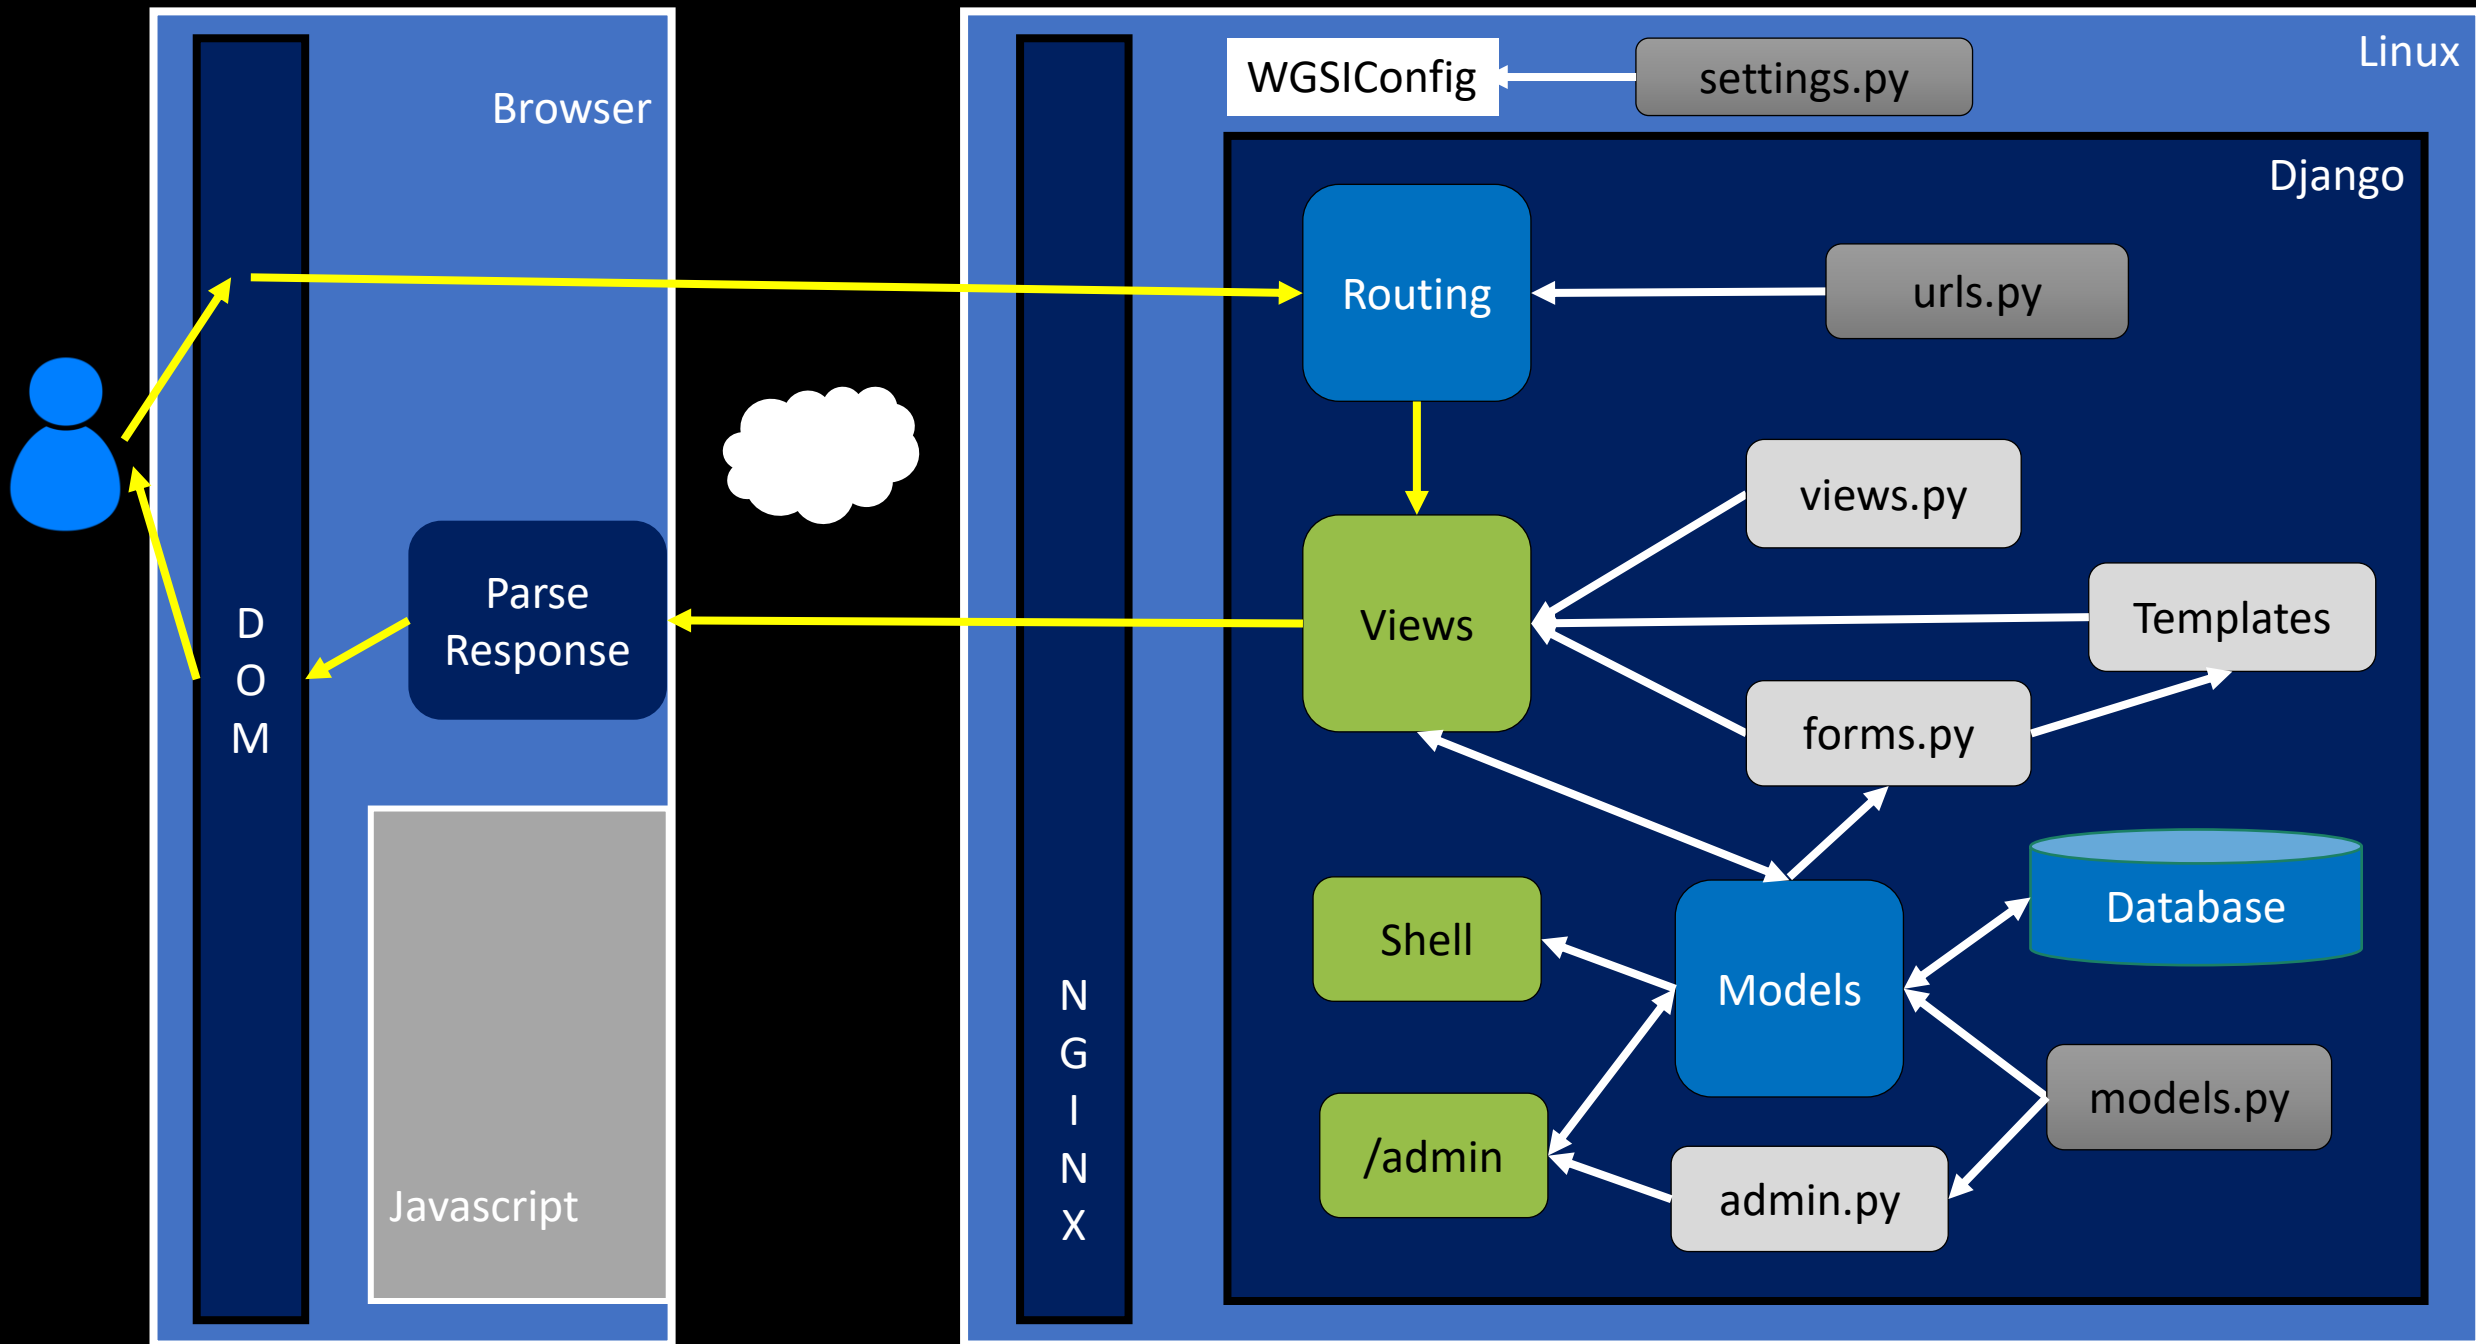 Browser
D
O
M
Parse
Response
Javascript
N
G
I
N
X
Linux
WGSIConfig
settings.py
Django
Routing
urls.py
views.py
Views
Templates
forms.py
Shell
Models
Database
/admin
admin.py
models.py